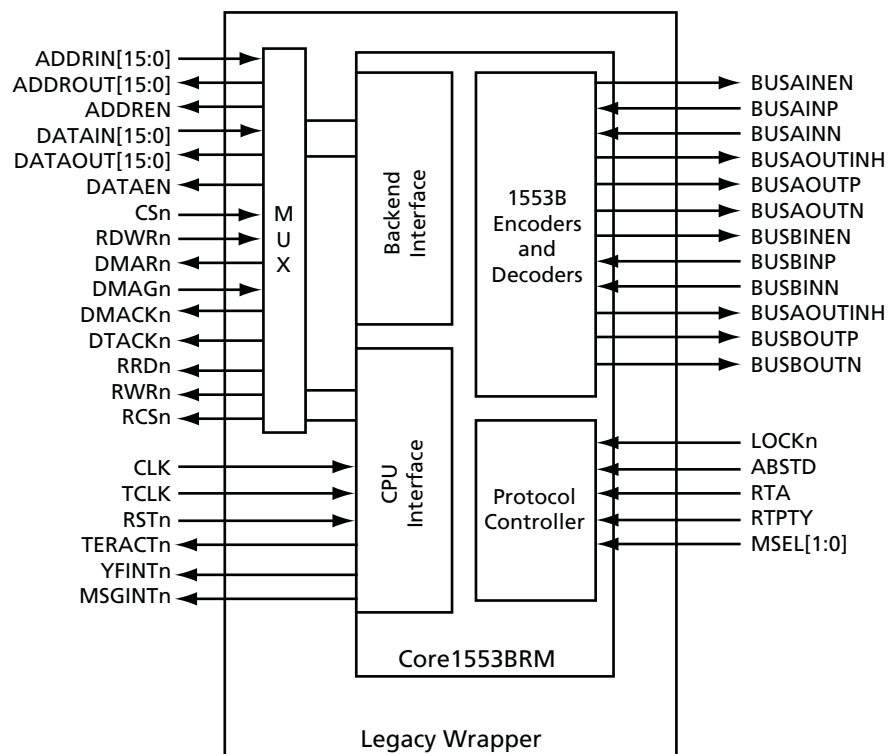 ADDRIN[15:0]
ADDROUT[15:0]
ADDREN
DATAIN[15:0]
DATAOUT[15:0]
DATAEN
CSn
RDWRn
DMARn
DMAGn
DMACKn
DTACKn
RRDn
RWRn
RCSn
CLK
TCLK
RSTn
TERACTn
YFINTn
MSGINTn
M
U
X
Backend
Interface
CPU
Interface
1553B
Encoders
and
Decoders
Protocol
Controller
BUSAINEN
BUSAINP
BUSAINN
BUSAOUTINH
BUSAOUTP
BUSAOUTN
BUSBINEN
BUSBINP
BUSBINN
BUSAOUTINH
BUSBOUTP
BUSBOUTN
LOCKn
ABSTD
RTA
RTPTY
MSEL[1:0]
Core1553BRM
Legacy Wrapper